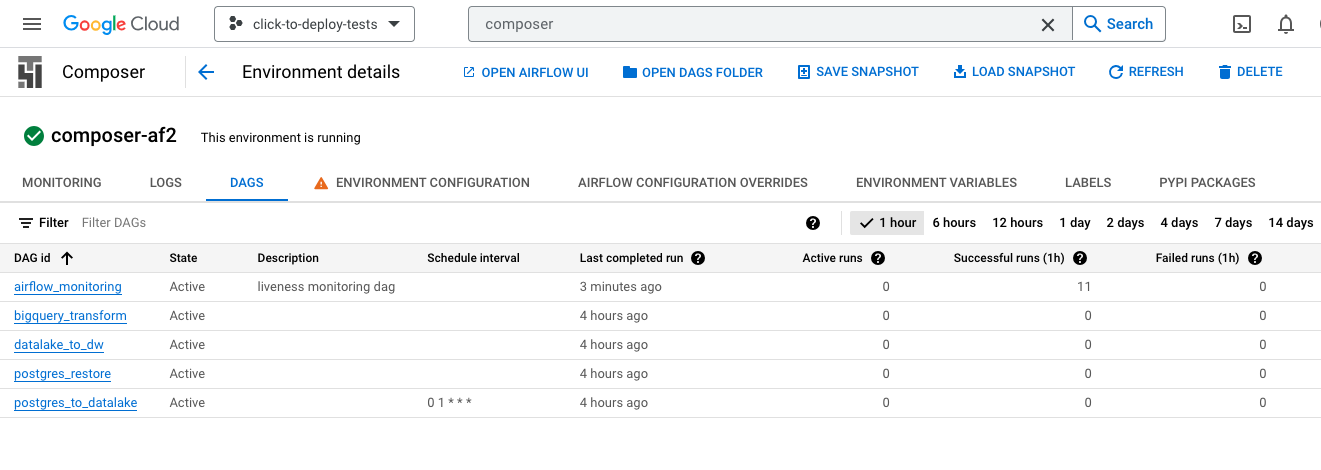 Google Cloud click-to-deploy-tests composer Search
Composer Environment details OPEN AIRFLOW UI OPEN DAGS FOLDER SAVE SNAPSHOT LOAD SNAPSHOT REFRESH DELETE
composer-af2 This environment is running
MONITORING LOGS DAGS ENVIRONMENT CONFIGURATION AIRFLOW CONFIGURATION OVERRIDES ENVIRONMENT VARIABLES LABELS PYPI PACKAGES
Filter Filter DAGs 1 hour 6 hours 12 hours 1 day 2 days 4 days 7 days 14 days
DAG id State Description Schedule interval Last completed run Active runs Successful runs (1h) Failed runs (1h)
airflow_monitoring Active liveness monitoring dag 3 minutes ago 0 11 0
bigquery_transform Active 4 hours ago 0 0 0
datalake_to_dw Active 4 hours ago 0 0 0
postgres_restore Active 4 hours ago 0 0 0
postgres_to_datalake Active 0 1 * * * 4 hours ago 0 0 0